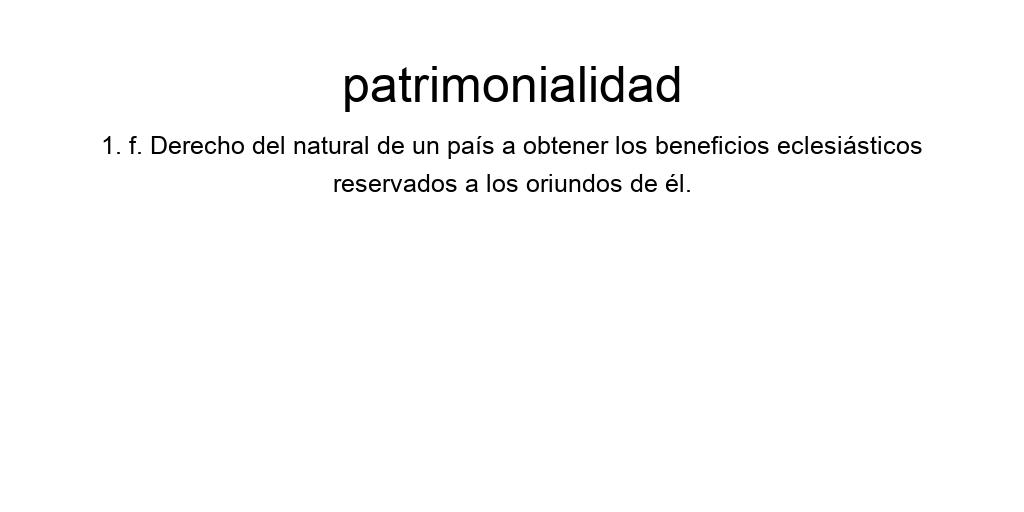 patrimonialidad
1. f. Derecho del natural de un país a obtener los beneficios eclesiásticos
reservados a los oriundos de él.